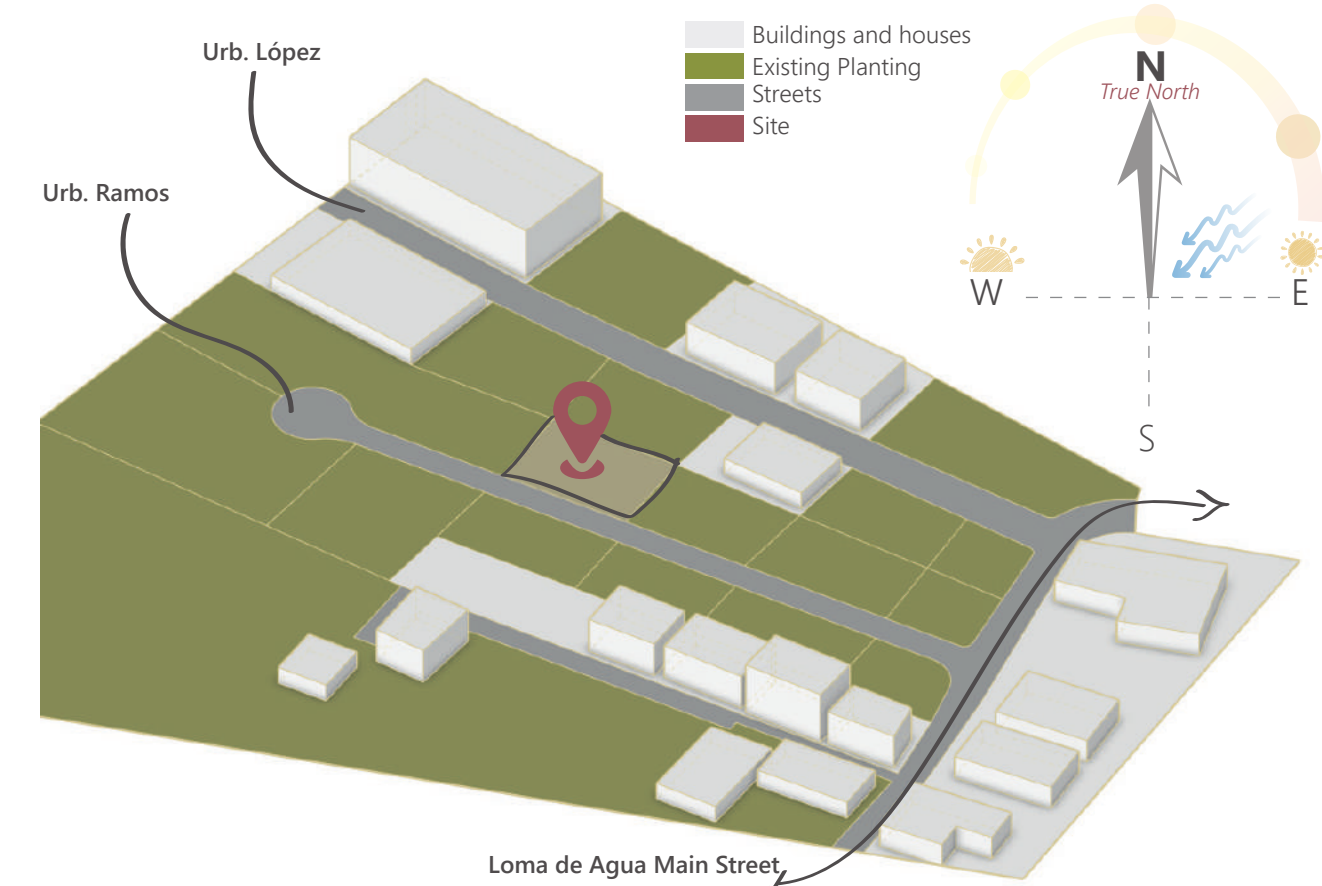 Urb. López
Urb. Ramos
Buildings and houses
Existing Planting
Streets
Site
N
True North
W
E
S
Loma de Agua Main Street